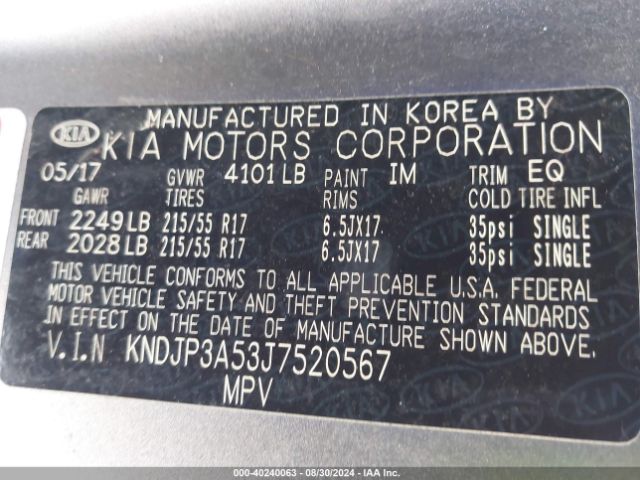 MANUFACTURED IN KOREA BY
KIA KIA MOTORS CORPORATION
05/17 GVWR 4101 LB PAINT IM TRIM EQ
GAWR TIRES RIMS COLD TIRE INFL
FRONT 2249 LB 215/55 R17 6.5JX17 35psi SINGLE
REAR 2028 LB 215/55 R17 6.5JX17 35psi SINGLE
THIS VEHICLE CONFORMS TO ALL APPLICABLE U.S.A. FEDERAL
MOTOR VEHICLE SAFETY AND THEFT PREVENTION STANDARDS
IN EFFECT ON THE DATE OF MANUFACTURE SHOWN ABOVE.
V.I.N KNDJP3A53J7520567
MPV
000-40240063 - 08/30/2024 - IAA Inc.